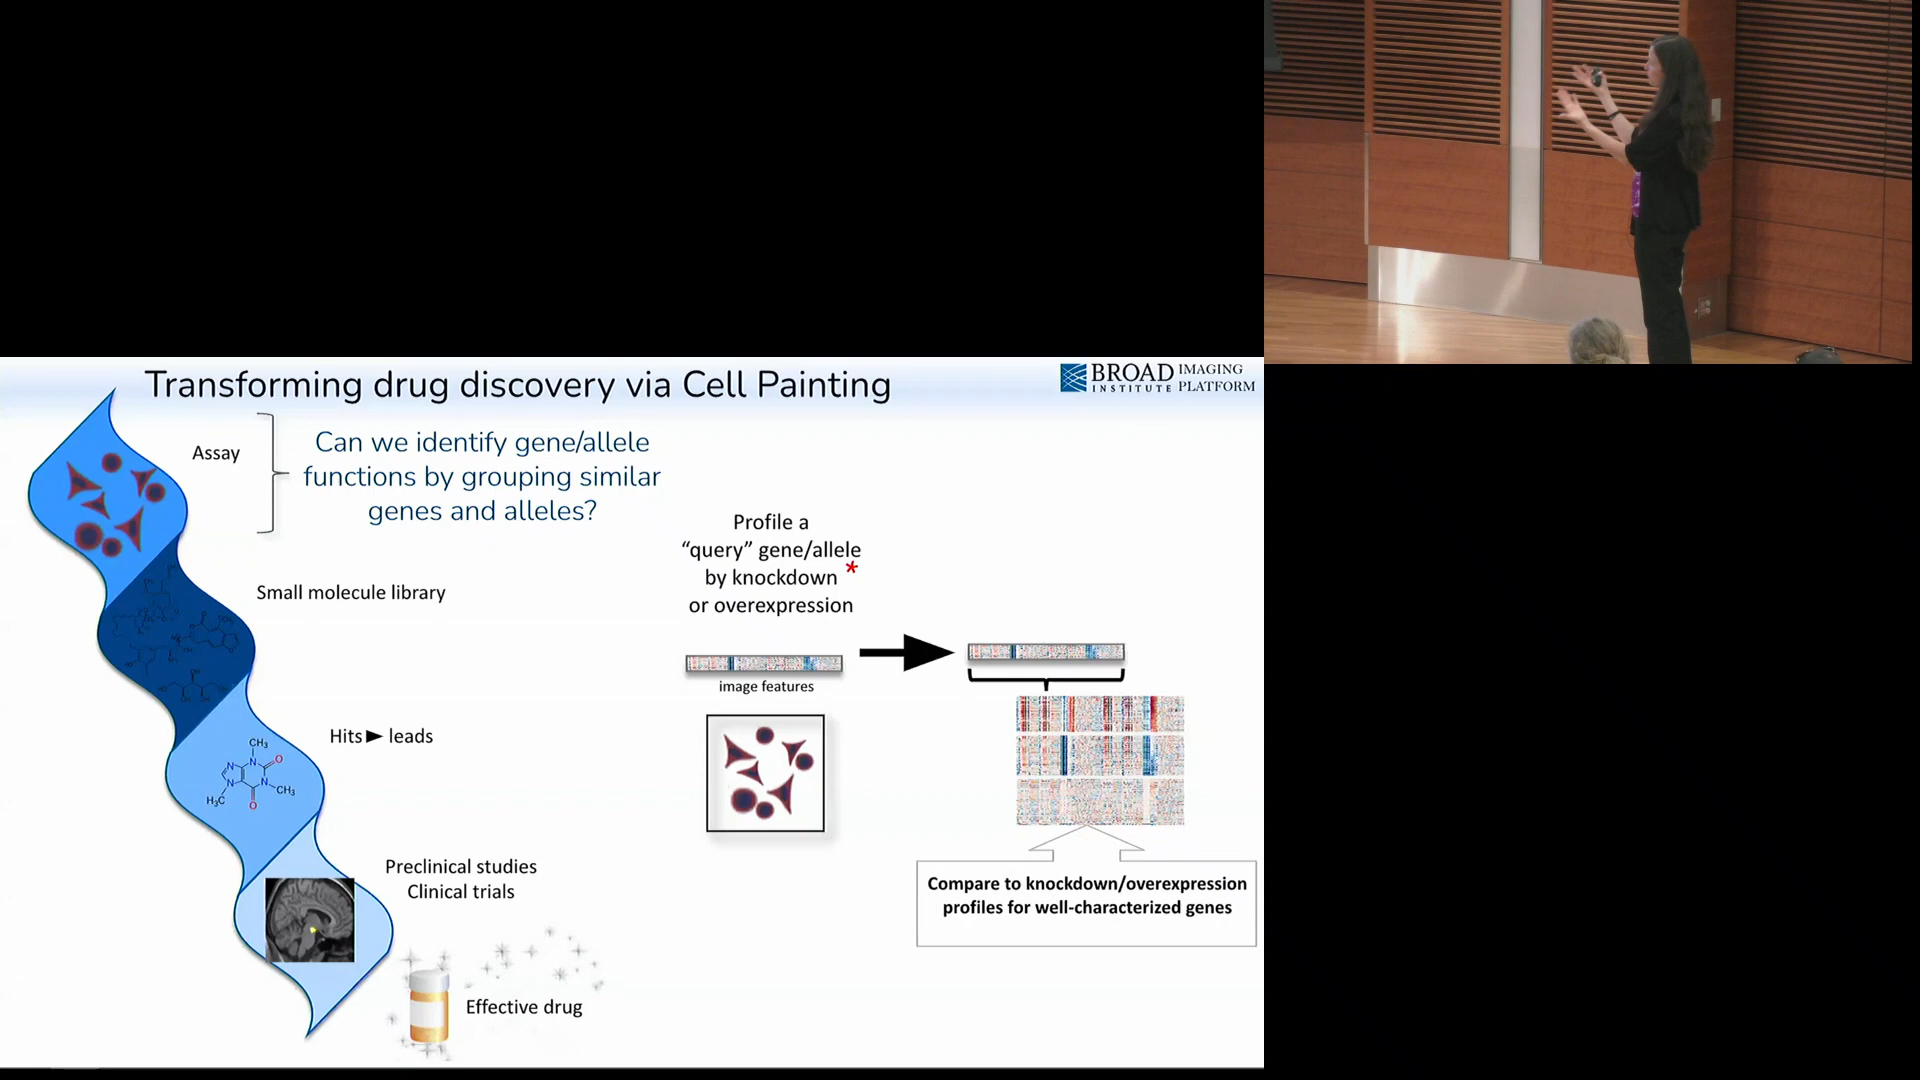 Transforming drug discovery via Cell Painting
BROAD
INSTITUTE
IMAGING
PLATFORM
Assay
Can we identify gene/allele
functions by grouping similar
genes and alleles?
Profile a
“query” gene/allele
by knockdown *
or overexpression
Small molecule library
image features
Hits► leads
CH₃
N
O
N
N
N
CH₃
H₃C
O
Preclinical studies
Clinical trials
Compare to knockdown/overexpression
profiles for well-characterized genes
Effective drug